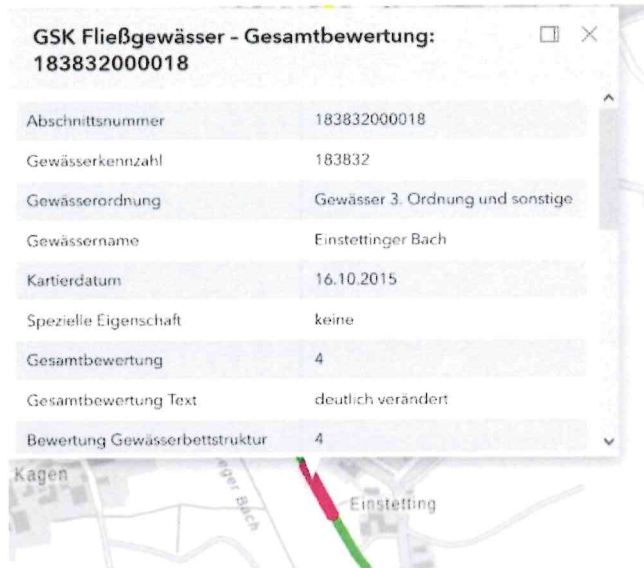 GSK Fließgewässer - Gesamtbewertung:
183832000018
Abschnittsnummer 183832000018
Gewässerkennzahl 183832
Gewässerordnung Gewässer 3. Ordnung und sonstige
Gewässername Einstettinger Bach
Kartierdatum 16.10.2015
Spezielle Eigenschaft keine
Gesamtbewertung 4
Gesamtbewertung Text deutlich verändert
Bewertung Gewässerbettstruktur 4
Kagen
Bach
Einstetting